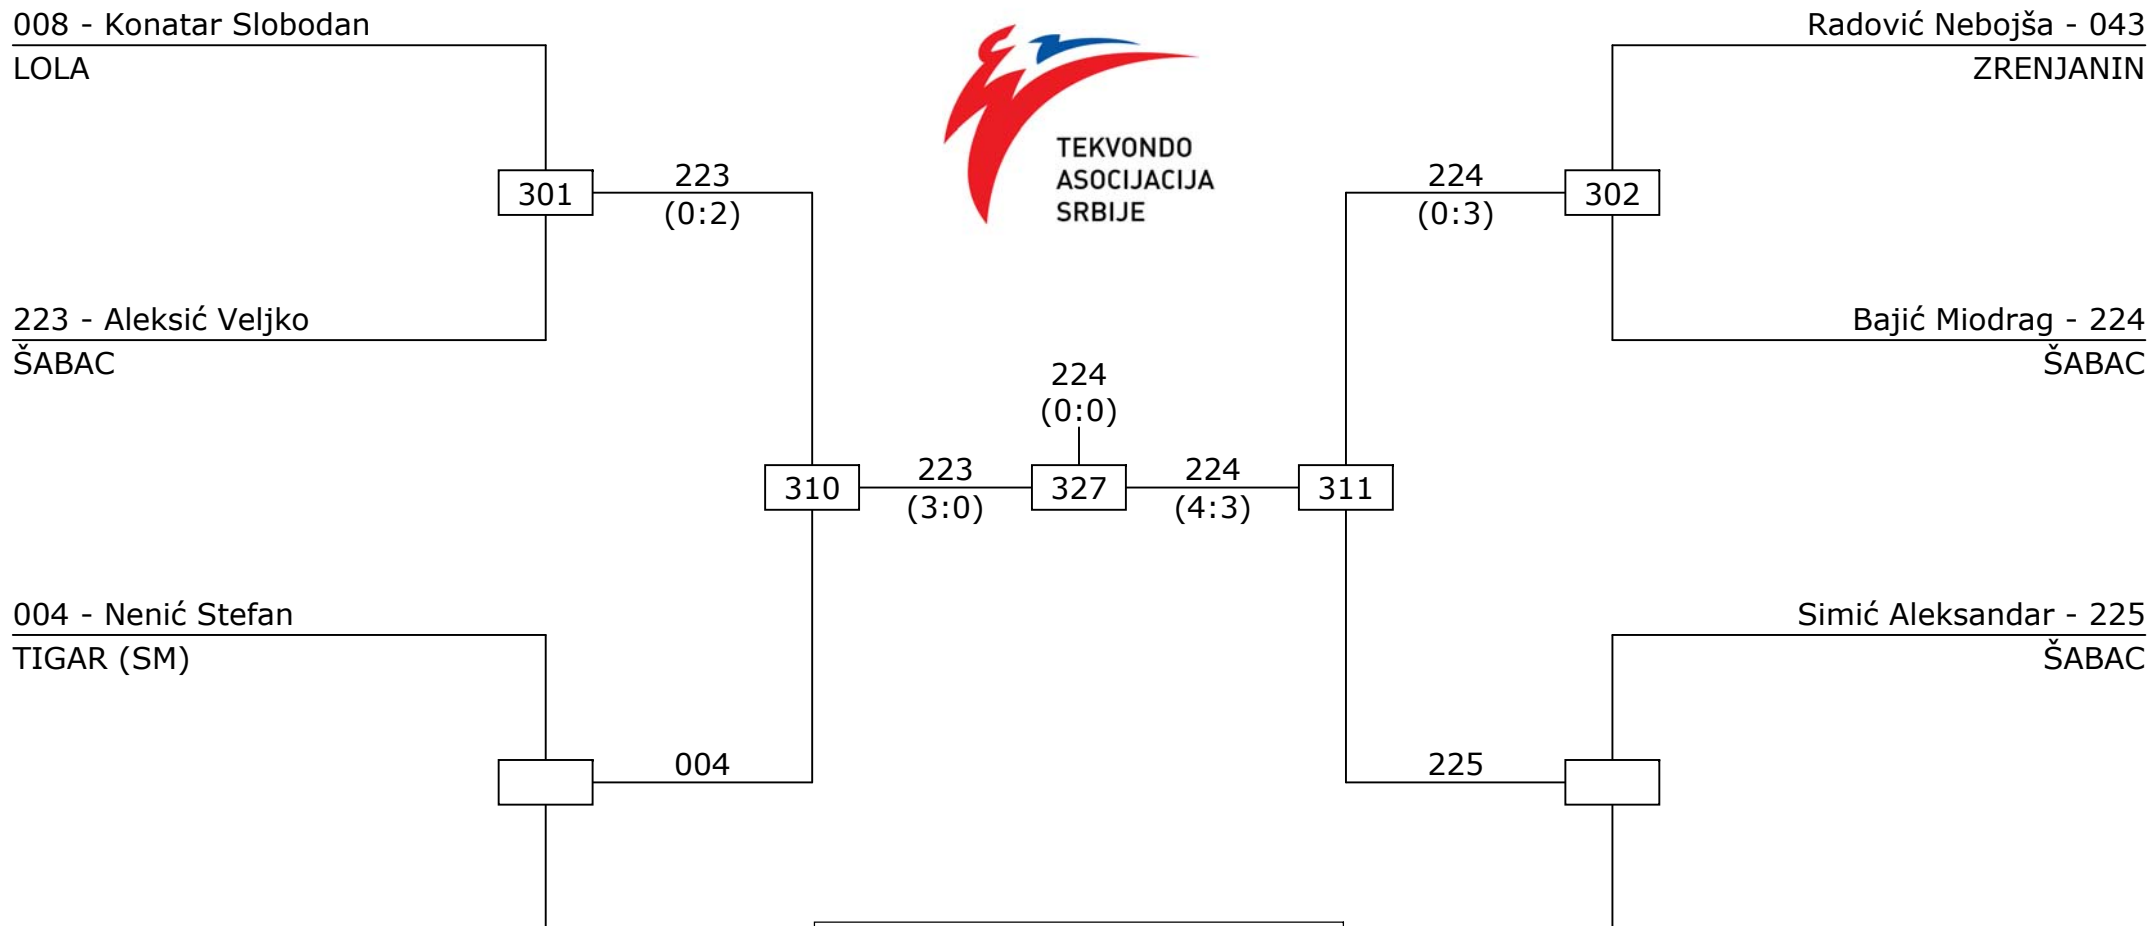 008 - Konatar Slobodan
LOLA
Radović Nebojša - 043
ZRENJANIN
TEKVONDO
ASOCIJACIJA
SRBIJE
301
223
(0:2)
224
(0:3)
302
223 - Aleksić Veljko
ŠABAC
Bajić Miodrag - 224
ŠABAC
224
(0:0)
310
223
(3:0)
327
224
(4:3)
311
004 - Nenić Stefan
TIGAR (SM)
Simić Aleksandar - 225
ŠABAC
004
225